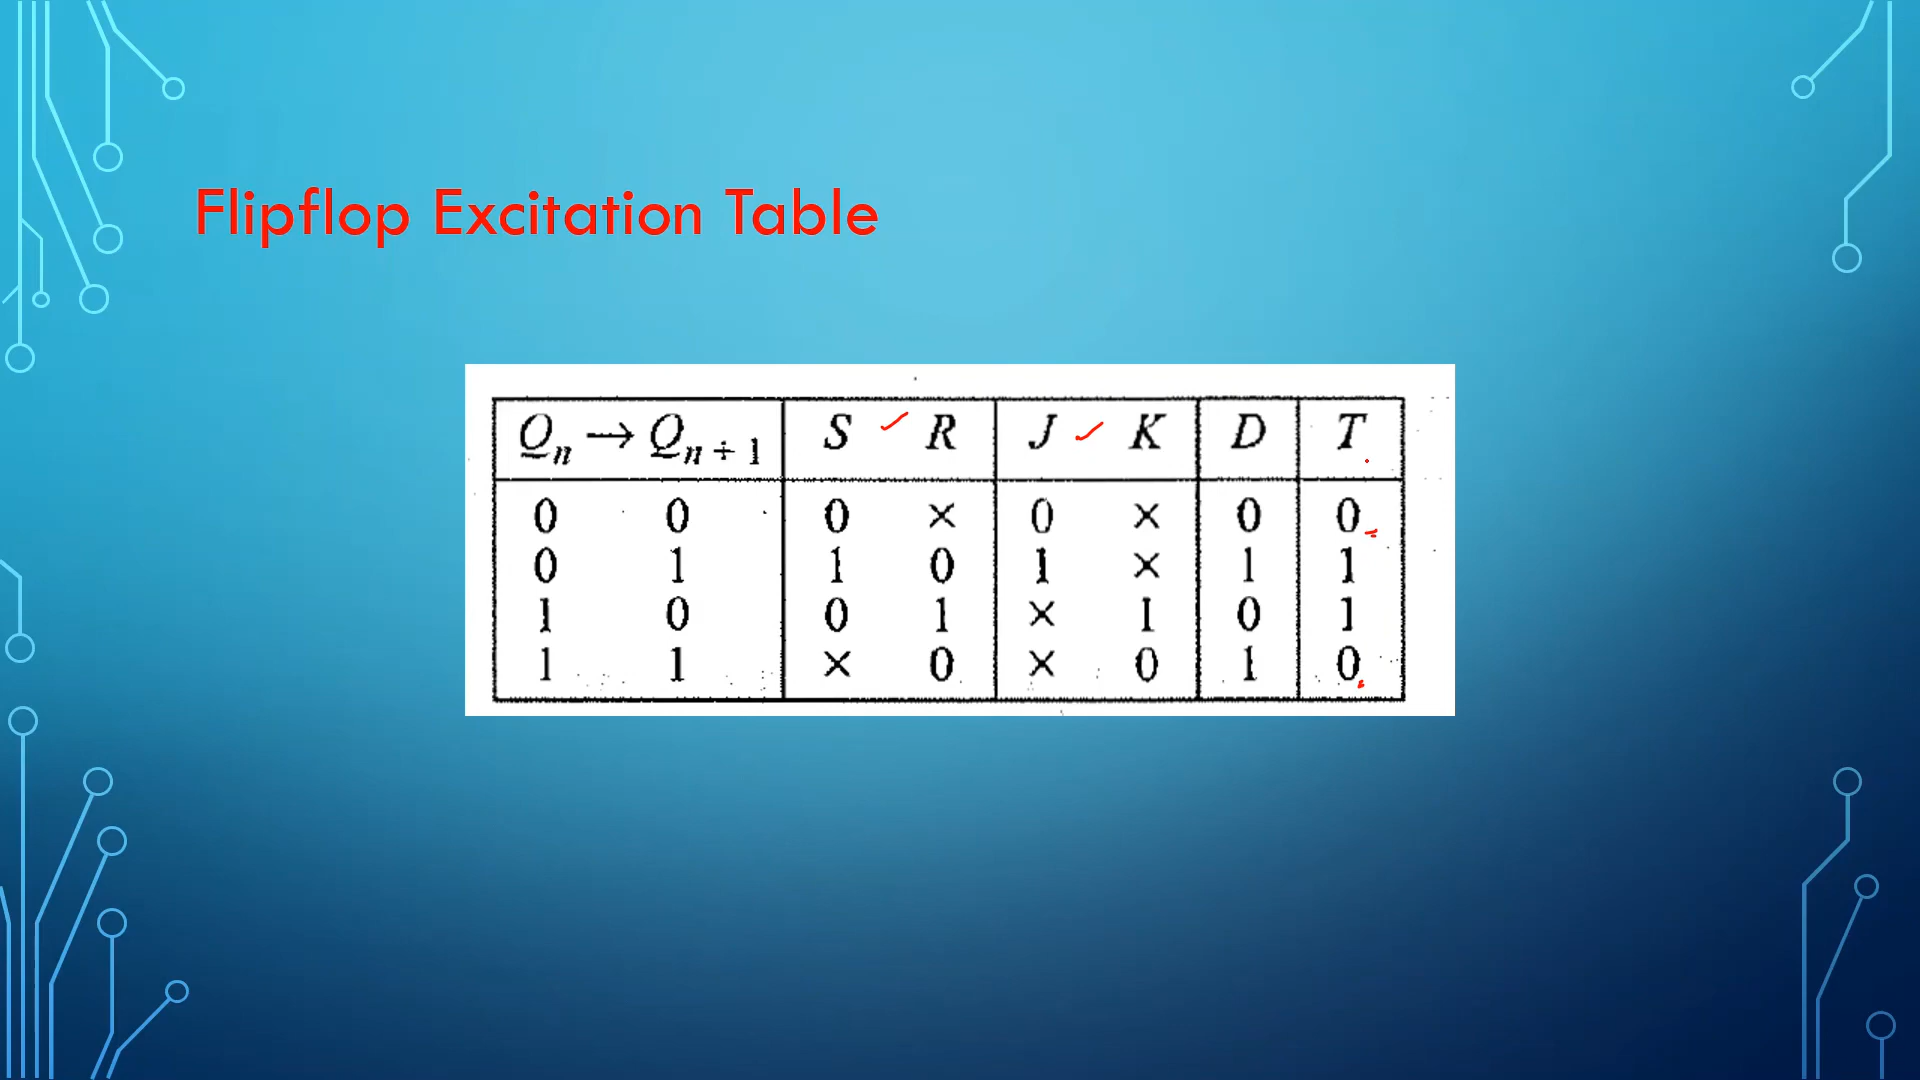 Flipflop Excitation Table
Qn → Qn + 1 S R J K D T
0 0 0 × 0 × 0 0
0 1 1 0 1 × 1 1
1 0 0 1 × 1 0 1
1 1 × 0 × 0 1 0